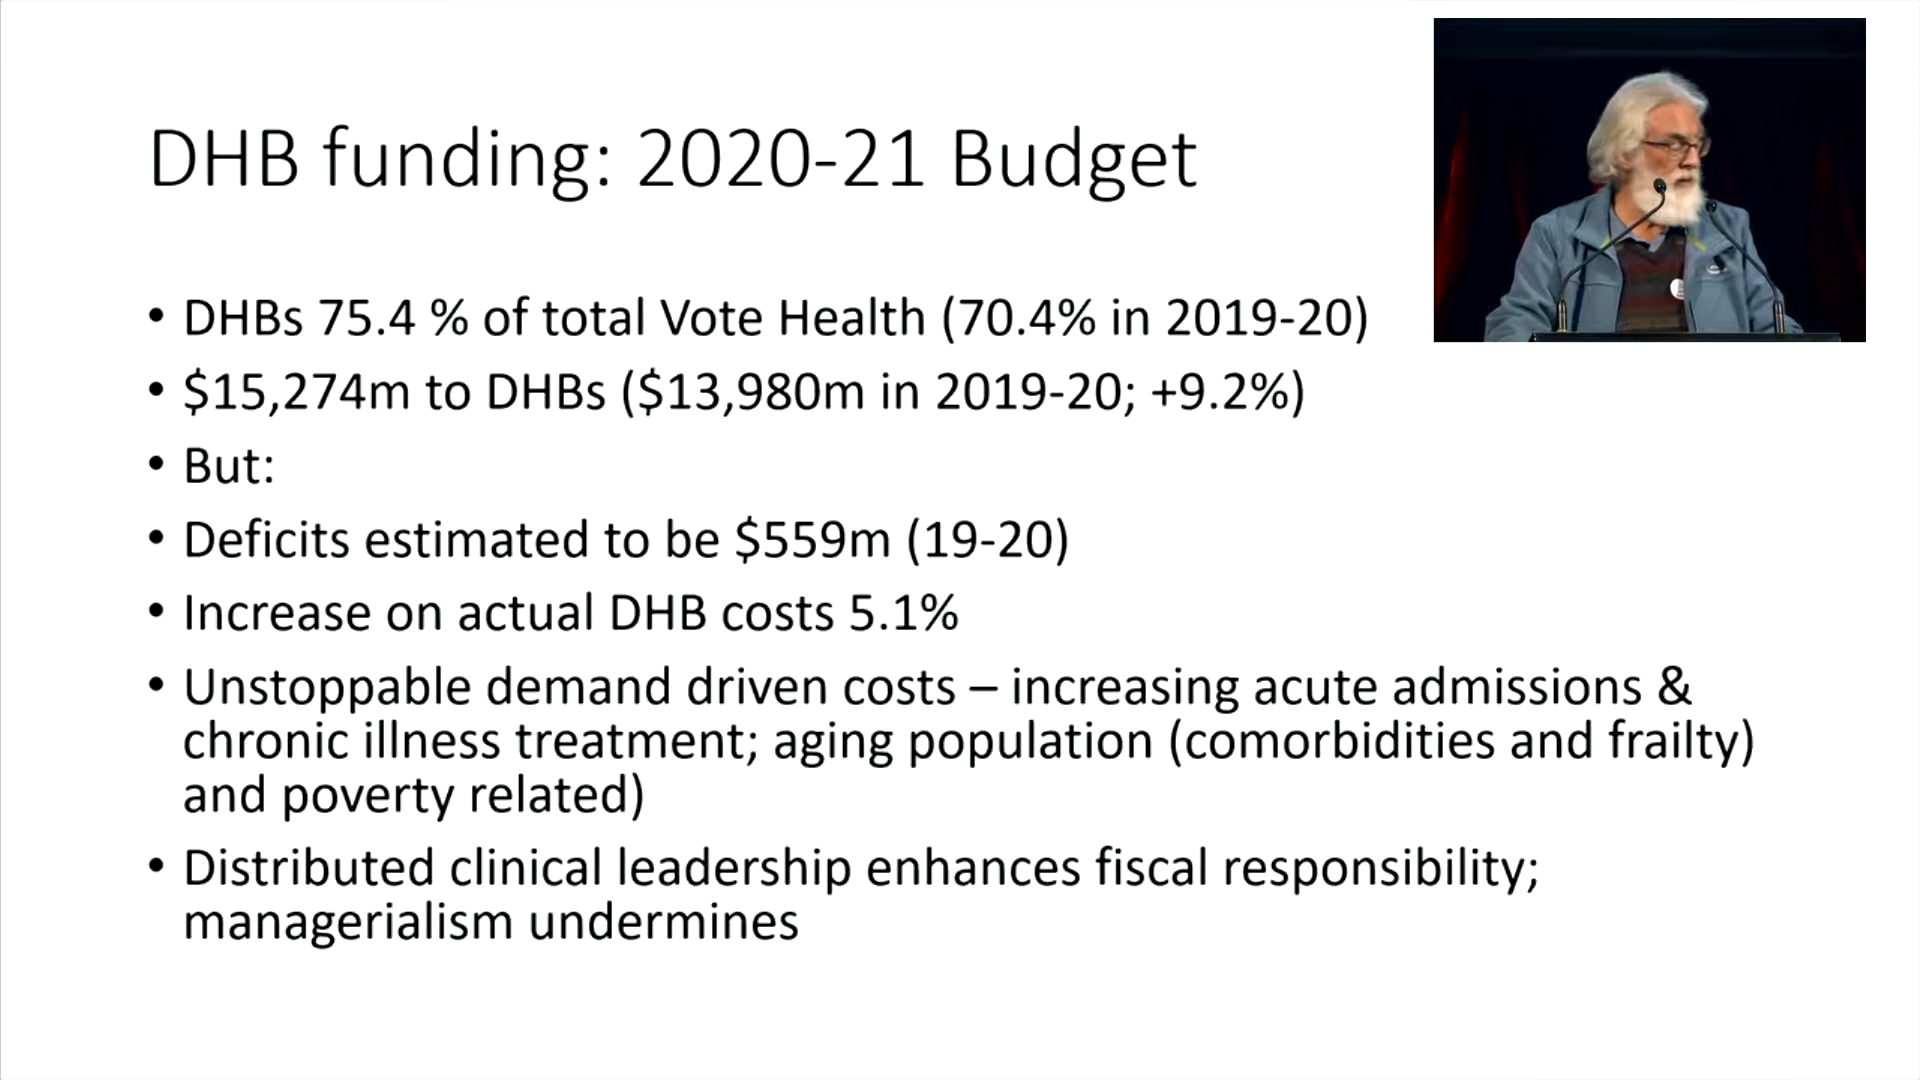 DHB funding: 2020-21 Budget
• DHBs 75.4 % of total Vote Health (70.4% in 2019-20)
• $15,274m to DHBs ($13,980m in 2019-20; +9.2%)
• But:
• Deficits estimated to be $559m (19-20)
• Increase on actual DHB costs 5.1%
• Unstoppable demand driven costs – increasing acute admissions &
chronic illness treatment; aging population (comorbidities and frailty)
and poverty related)
• Distributed clinical leadership enhances fiscal responsibility;
managerialism undermines